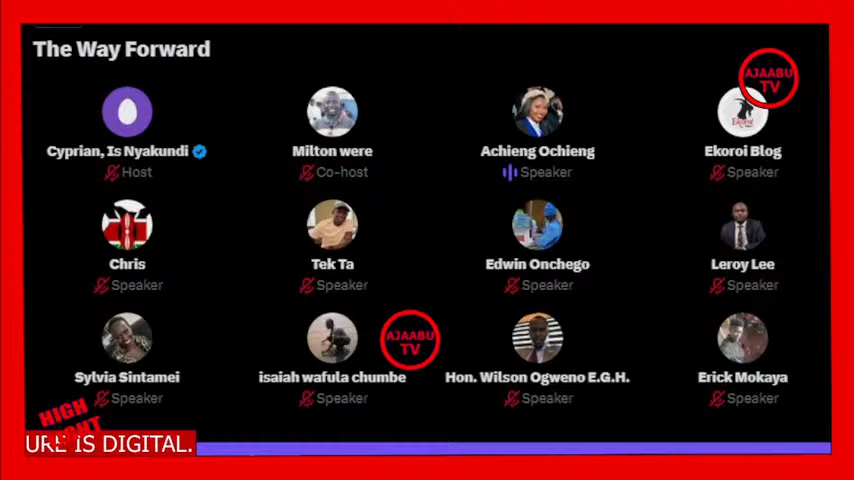 The Way Forward
AJAABU
TV
Cyprian, Is Nyakundi
Host
Milton were
Co-host
Achieng Ochieng
Speaker
Ekoroi
Ekoroi Blog
Speaker
Chris
Speaker
Tek Ta
Speaker
Edwin Onchego
Speaker
Leroy Lee
Speaker
Sylvia Sintamei
Speaker
isaiah wafula chumbe
Speaker
AJAABU
TV
Hon. Wilson Ogweno E.G.H.
Speaker
Erick Mokaya
Speaker
HIGH
URE IS DIGITAL.